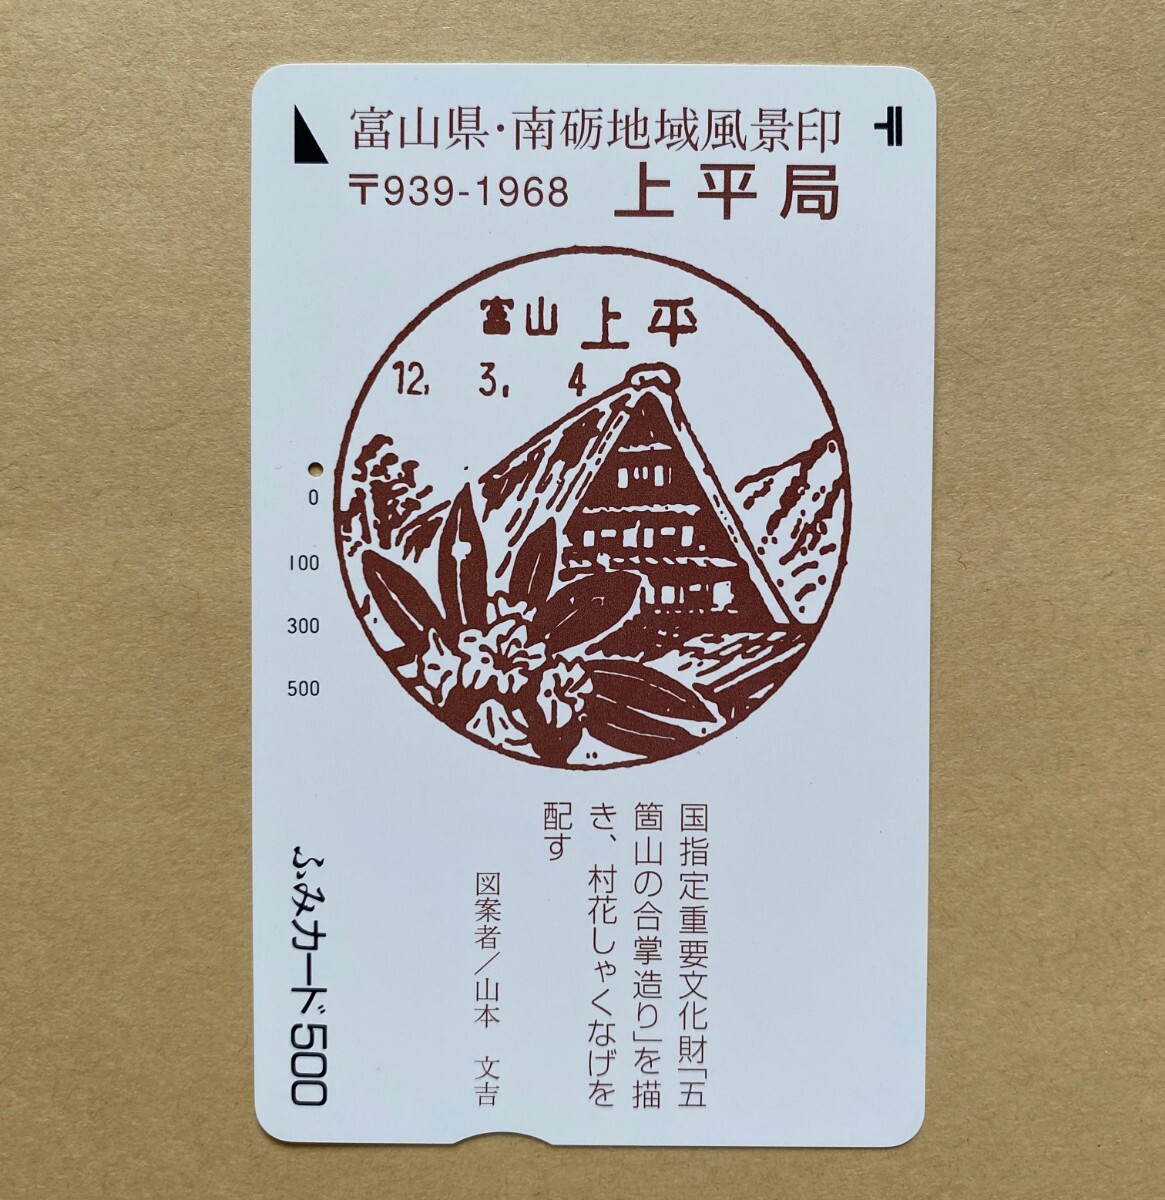 富山県・南砺地域風景印
〒939-1968 上平局
富山 上平
12. 3. 4
0
100
300
500
国指定重要文化財「五
箇山の合掌造り」を描
き、村花しゃくなげを
配す
図案者／山本 文吉
ふみカード500